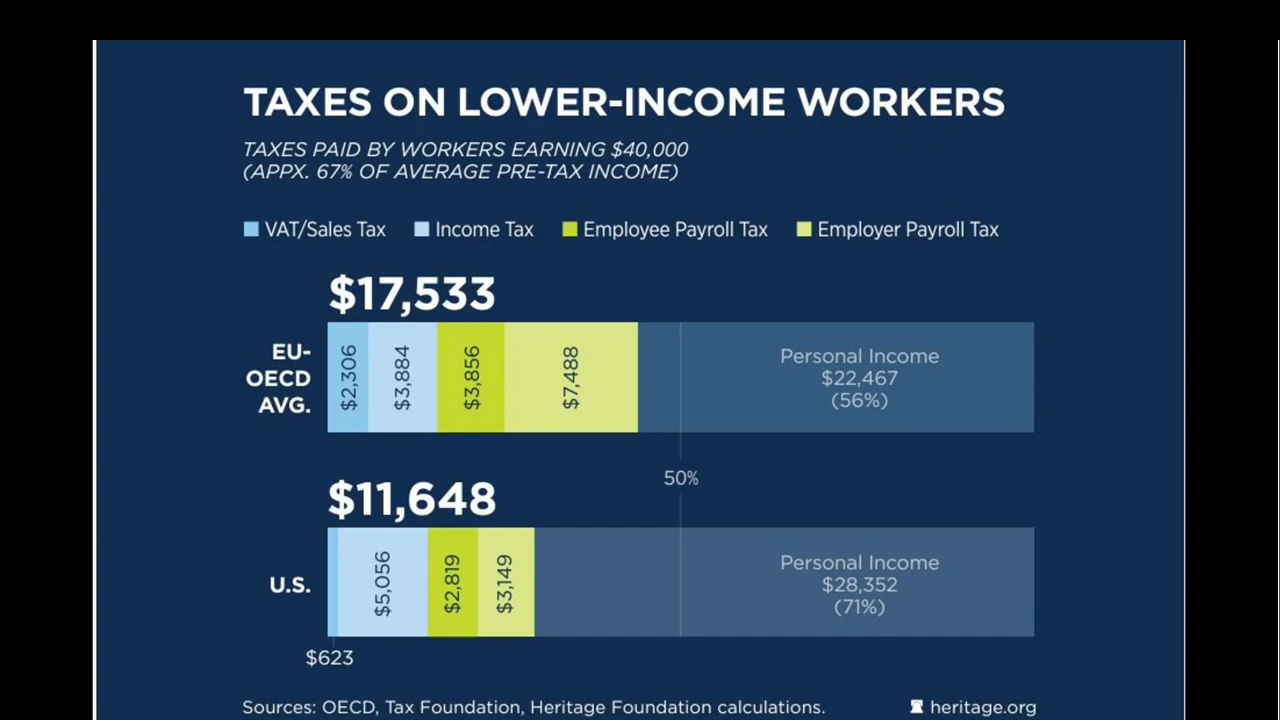 TAXES ON LOWER-INCOME WORKERS
TAXES PAID BY WORKERS EARNING $40,000
(APPX. 67% OF AVERAGE PRE-TAX INCOME)
VAT/Sales Tax Income Tax Employee Payroll Tax Employer Payroll Tax
$17,533
EU-
OECD
AVG.
$2,306
$3,884
$3,856
$7,488
Personal Income
$22,467
(56%)
50%
$11,648
U.S.
$5,056
$2,819
$3,149
Personal Income
$28,352
(71%)
$623
Sources: OECD, Tax Foundation, Heritage Foundation calculations. heritage.org